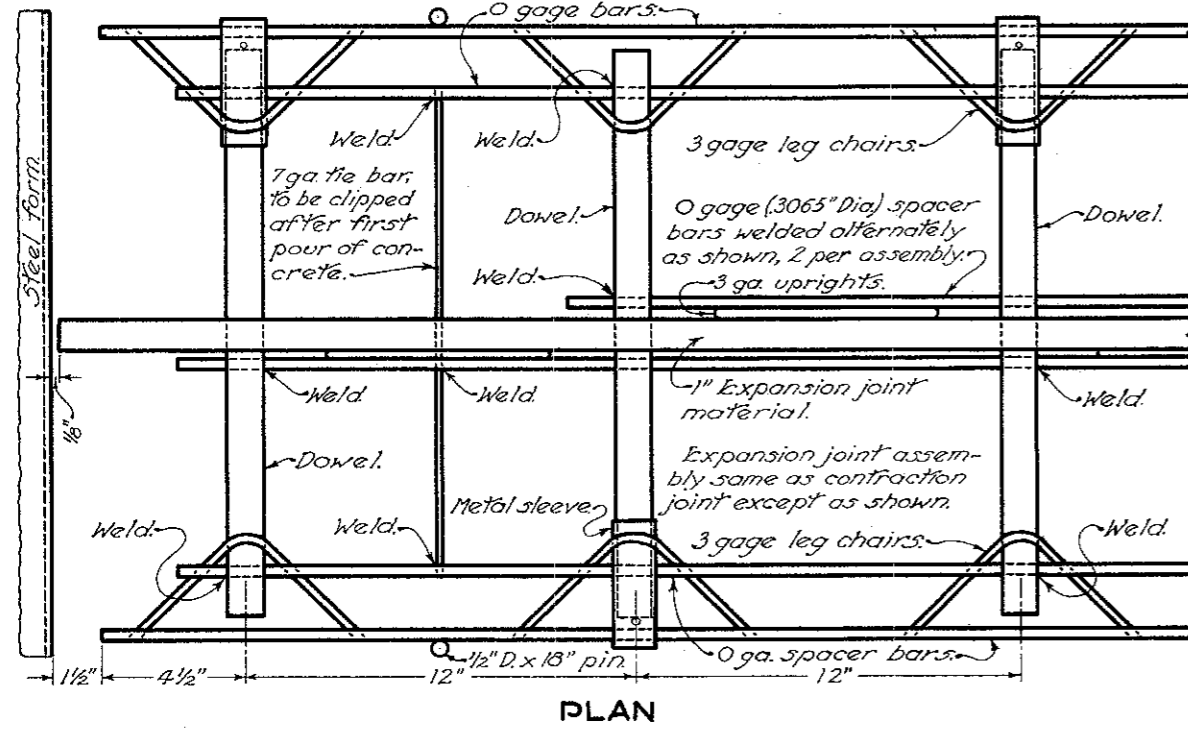 O gage bars.
Steel form.
Weld.
Weld.
3 gage leg chairs.
7 ga. tie bar,
to be clipped
after first
pour of con-
crete.
Dowel.
O gage (.3065" Dia.) spacer
bars welded alternately
as shown, 2 per assembly.
Dowel.
Weld.
3 ga. uprights.
1/8"
Weld.
Weld.
1" Expansion joint
material.
Weld.
Dowel.
Expansion joint assem-
bly same as contraction
joint except as shown.
Metal sleeve
Weld.
Weld.
3 gage leg chairs.
Weld.
1/2" D. x 18" pin.
O ga. spacer bars.
1 1/2"
4 1/2"
12"
12"
PLAN